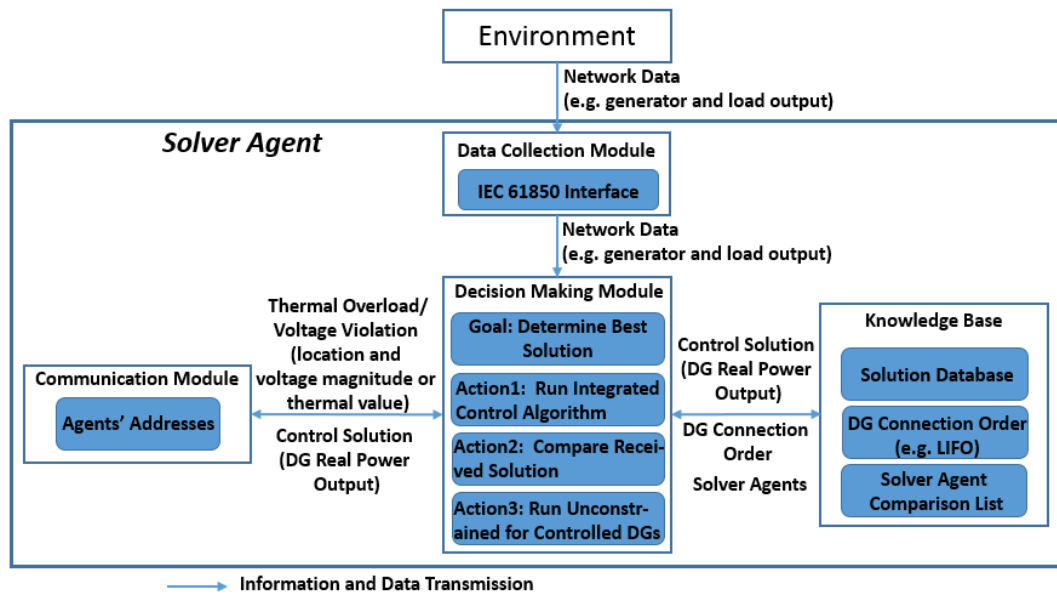 Environment
Network Data
(e.g. generator and load output)
Solver Agent
Data Collection Module
IEC 61850 Interface
Network Data
(e.g. generator and load output)
Thermal Overload/
Voltage Violation
(location and
voltage magnitude or
thermal value)
Control Solution
(DG Real Power
Output)
Communication Module
Agents' Addresses
Decision Making Module
Goal: Determine Best
Solution
Action1: Run Integrated
Control Algorithm
Action2: Compare Recei-
ved Solution
Action3: Run Unconstr-
ained for Controlled DGs
Control Solution
(DG Real Power
Output)
DG Connection
Order
Solver Agents
Knowledge Base
Solution Database
DG Connection Order
(e.g. LIFO)
Solver Agent
Comparison List
Information and Data Transmission